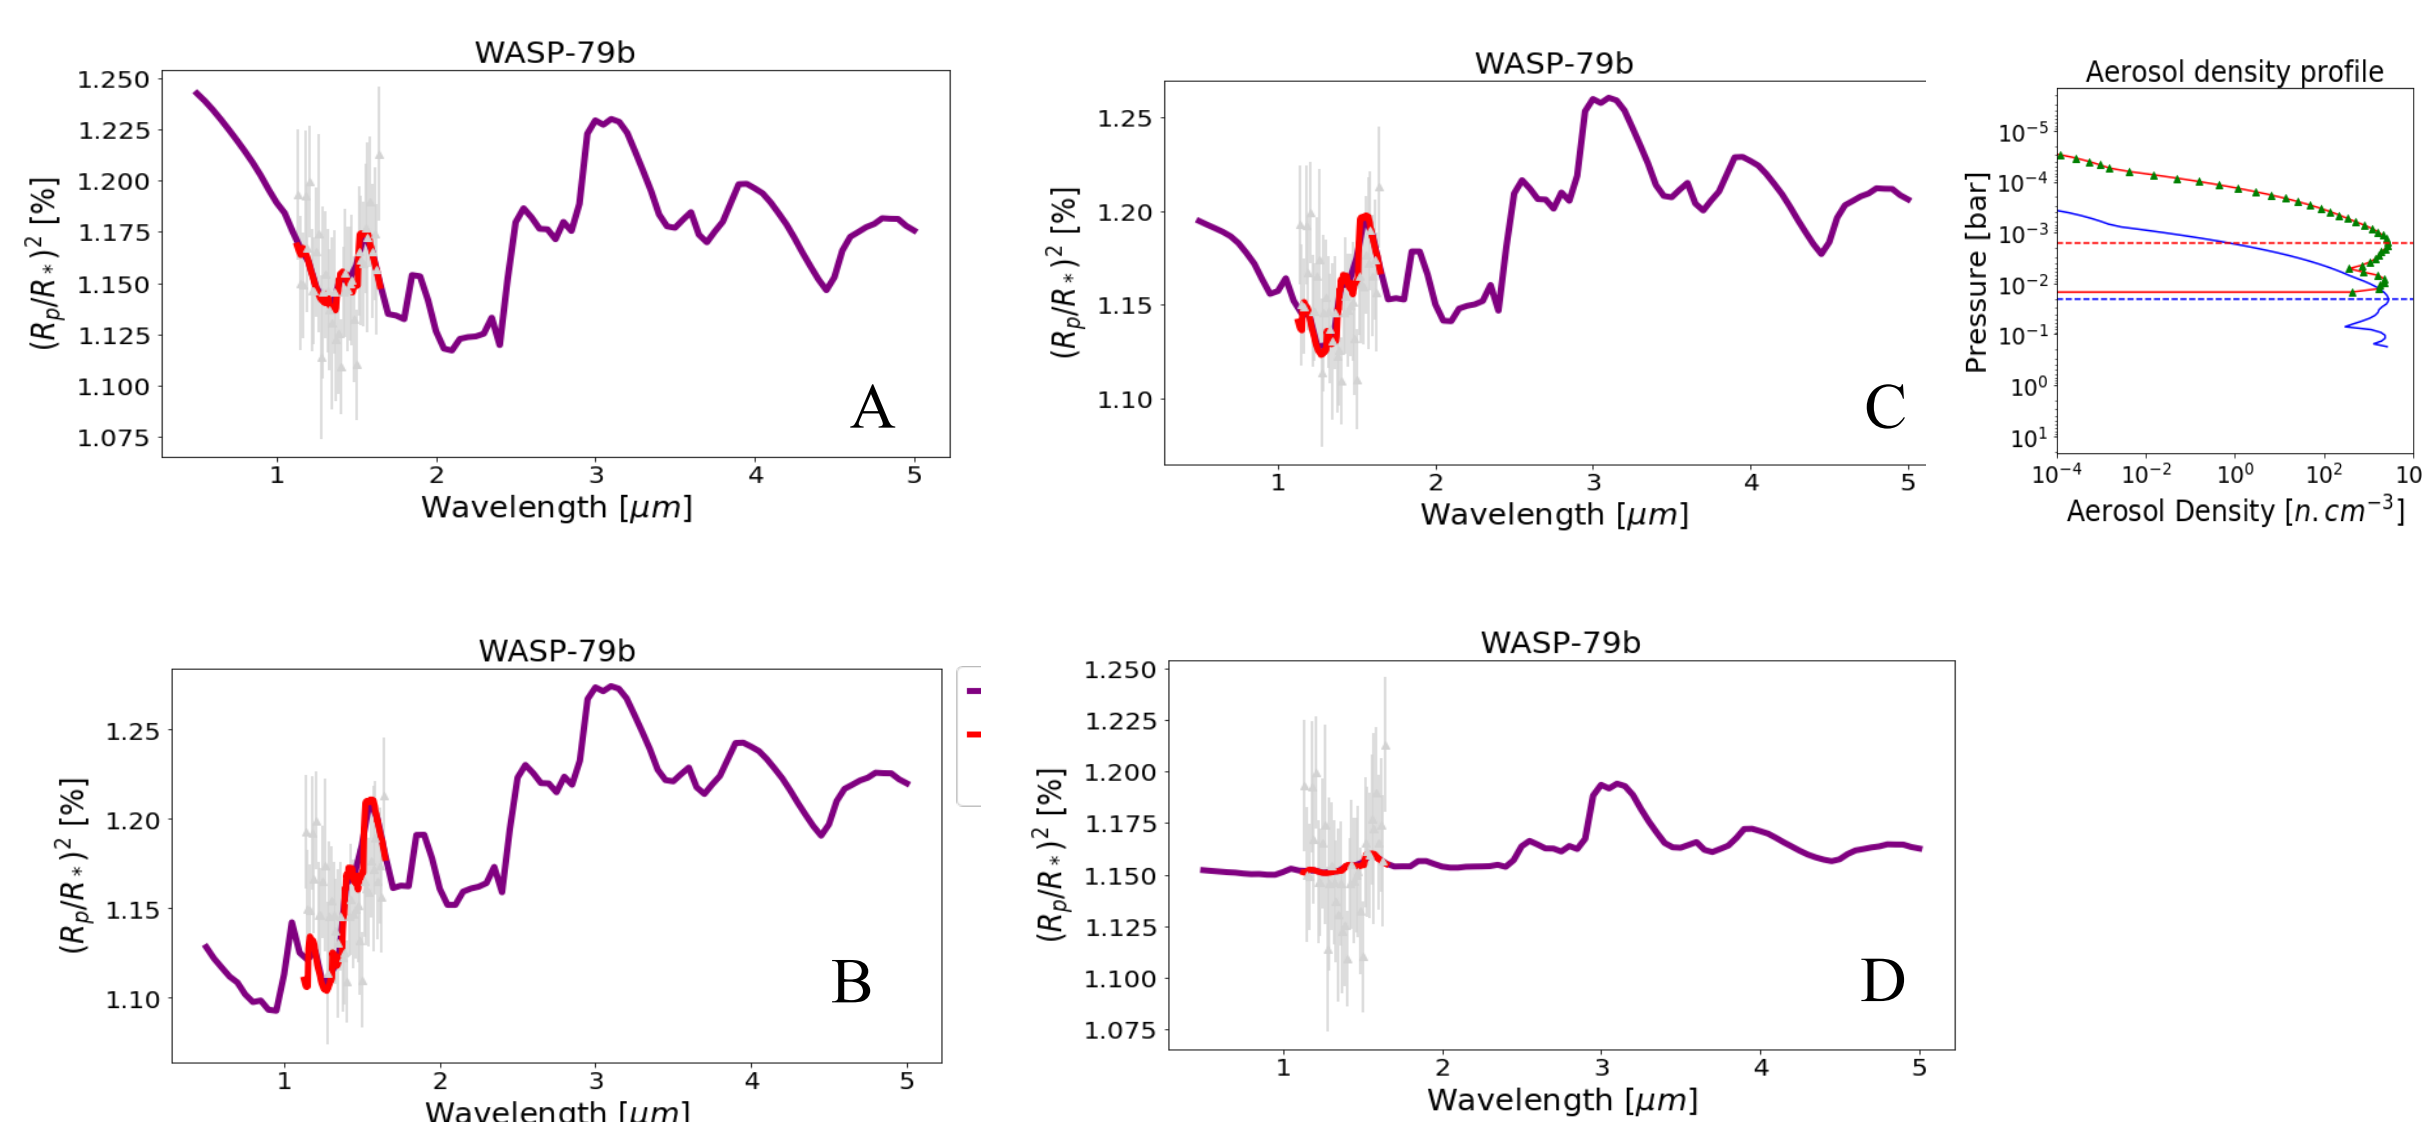 WASP-79b
(R_p/R_*)^2 [%]
1.250
1.225
1.200
1.175
1.150
1.125
1.100
1.075
A
1 2 3 4 5
Wavelength [μm]
WASP-79b
(R_p/R_*)^2 [%]
1.25
1.20
1.15
1.10
C
1 2 3 4 5
Wavelength [μm]
Aerosol density profile
Pressure [bar]
10^-5
10^-4
10^-3
10^-2
10^-1
10^0
10^1
10^-4 10^-2 10^0 10^2 10
Aerosol Density [n.cm^-3]
WASP-79b
(R_p/R_*)^2 [%]
1.25
1.20
1.15
1.10
B
1 2 3 4 5
Wavelength [μm]
WASP-79b
(R_p/R_*)^2 [%]
1.250
1.225
1.200
1.175
1.150
1.125
1.100
1.075
D
1 2 3 4 5
Wavelength [μm]